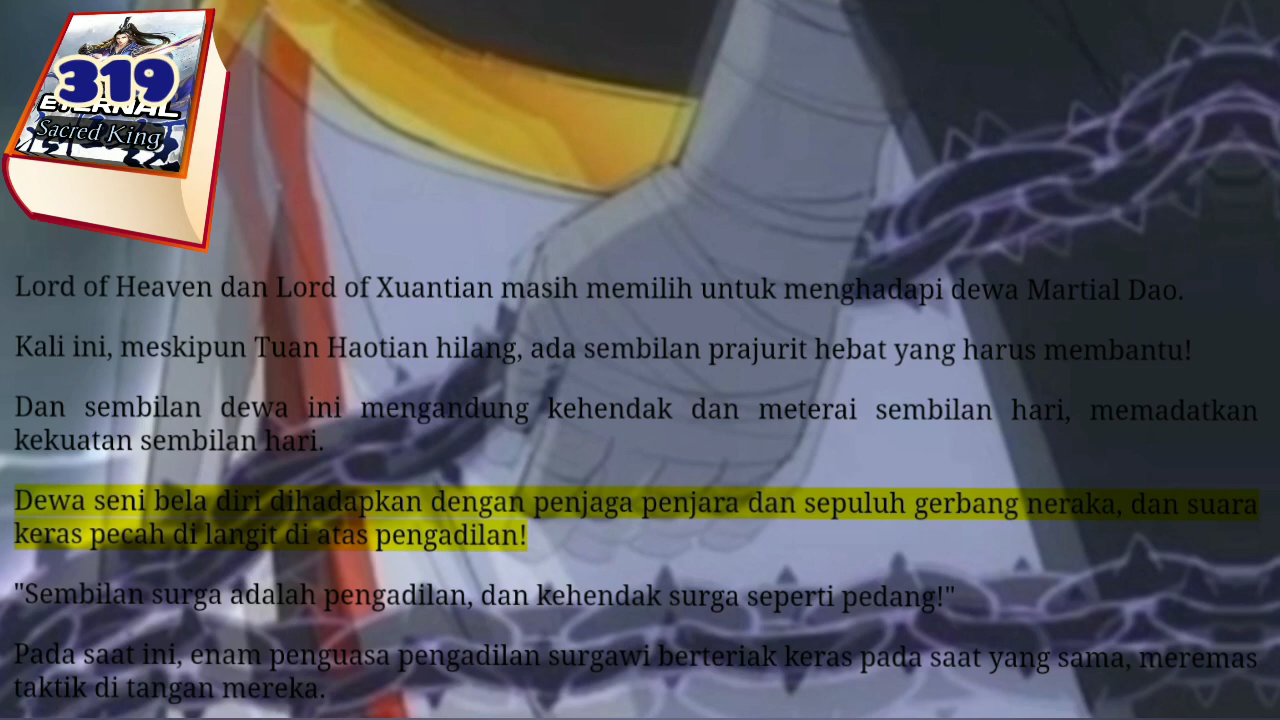 319
ETERNAL
Sacred King
Lord of Heaven dan Lord of Xuantian masih memilih untuk menghadapi dewa Martial Dao.
Kali ini, meskipun Tuan Haotian hilang, ada sembilan prajurit hebat yang harus membantu!
Dan sembilan dewa ini mengandung kehendak dan meterai sembilan hari, memadatkan
kekuatan sembilan hari.
Dewa seni bela diri dihadapkan dengan penjaga penjara dan sepuluh gerbang neraka, dan suara
keras pecah di langit di atas pengadilan!
"Sembilan surga adalah pengadilan, dan kehendak surga seperti pedang!"
Pada saat ini, enam penguasa pengadilan surgawi berteriak keras pada saat yang sama, meremas
taktik di tangan mereka.